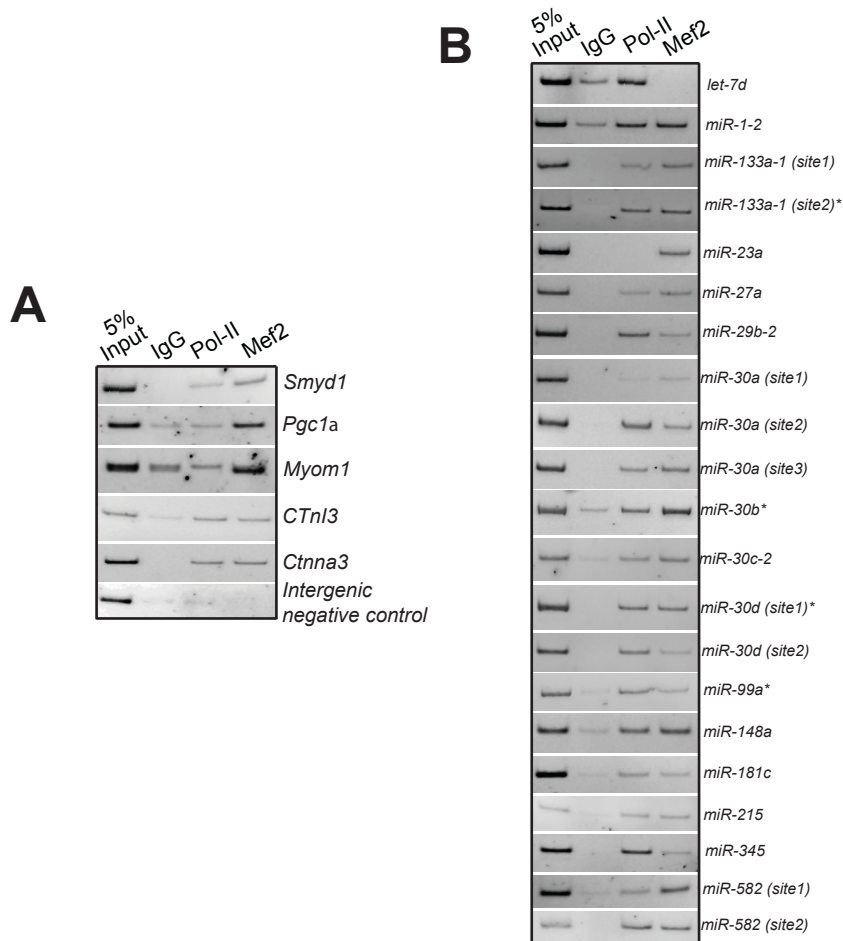 A
5%
Input IgG Pol-II Mef2
Smyd1
Pgc1a
Myom1
CTnI3
Ctnna3
Intergenic
negative control
B
5%
Input IgG Pol-II Mef2
let-7d
miR-1-2
miR-133a-1 (site1)
miR-133a-1 (site2)*
miR-23a
miR-27a
miR-29b-2
miR-30a (site1)
miR-30a (site2)
miR-30a (site3)
miR-30b*
miR-30c-2
miR-30d (site1)*
miR-30d (site2)
miR-99a*
miR-148a
miR-181c
miR-215
miR-345
miR-582 (site1)
miR-582 (site2)